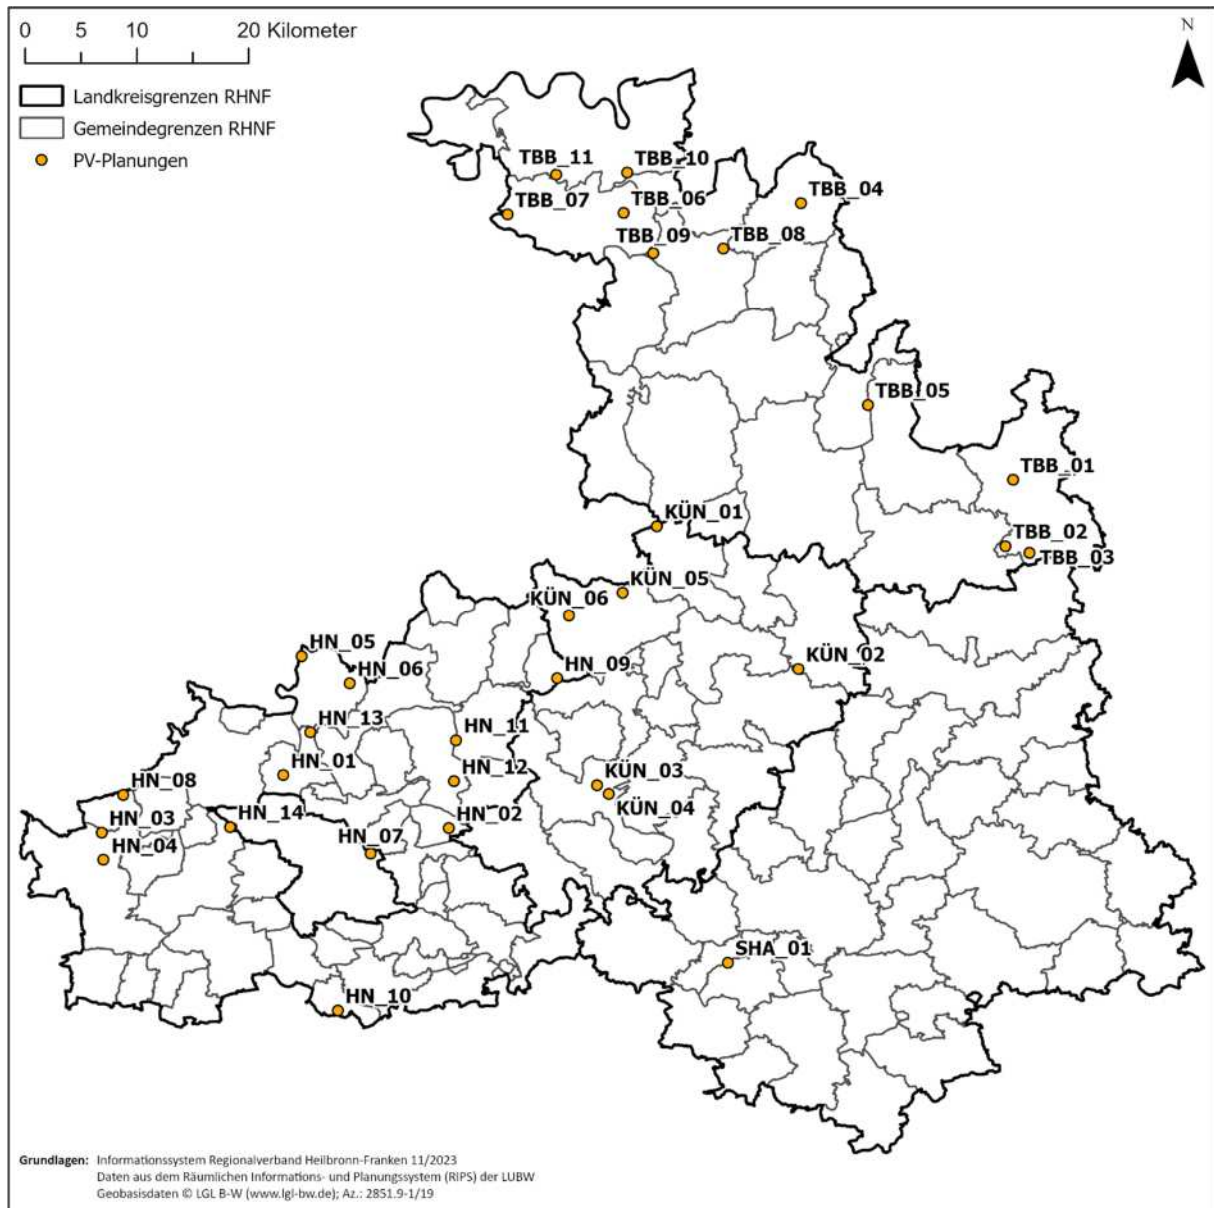 0 5 10 20 Kilometer
N
Landkreisgrenzen RHNF
Gemeindegrenzen RHNF
PV-Planungen
TBB_11
TBB_10
TBB_04
TBB_07
TBB_06
TBB_09
TBB_08
TBB_05
TBB_01
KÜN_01
TBB_02
TBB_03
KÜN_05
KÜN_06
HN_05
HN_06
HN_09
KÜN_02
HN_13
HN_11
HN_01
HN_12
KÜN_03
HN_08
KÜN_04
HN_03
HN_14
HN_02
HN_07
HN_04
SHA_01
HN_10
Grundlagen: Informationssystem Regionalverband Heilbronn-Franken 11/2023
Daten aus dem Räumlichen Informations- und Planungssystem (RIPS) der LUBW
Geobasisdaten © LGL B-W (www.lgl-bw.de); Az.: 2851.9-1/19